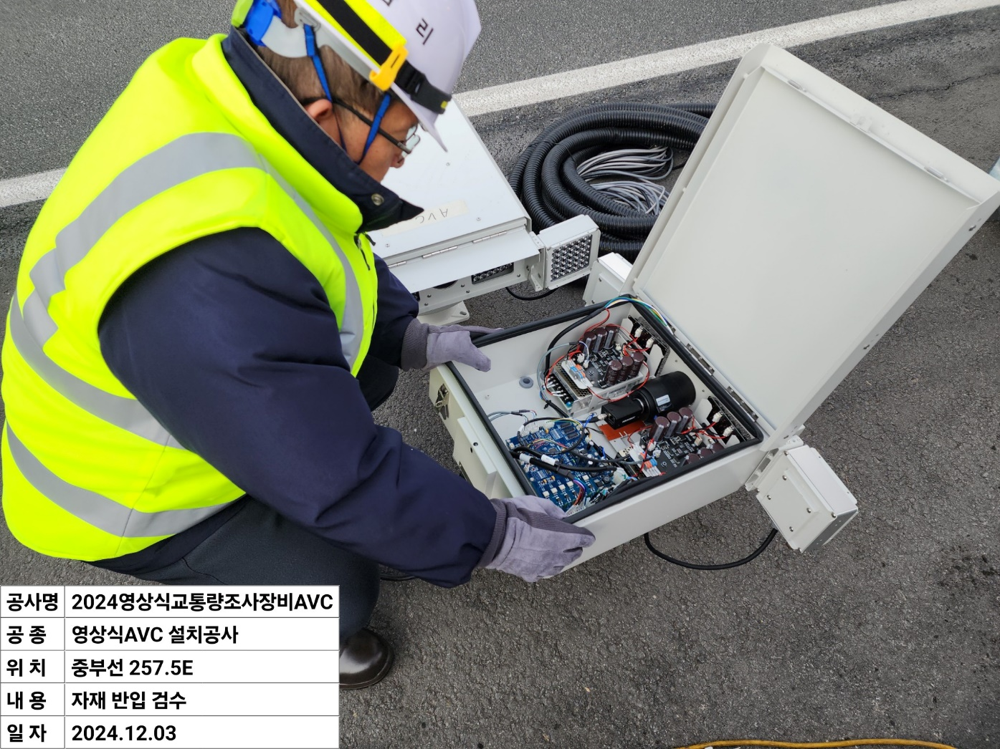 리
AVC
공사명 2024영상식교통량조사장비AVC
공 종 영상식AVC 설치공사
위 치 중부선 257.5E
내 용 자재 반입 검수
일 자 2024.12.03